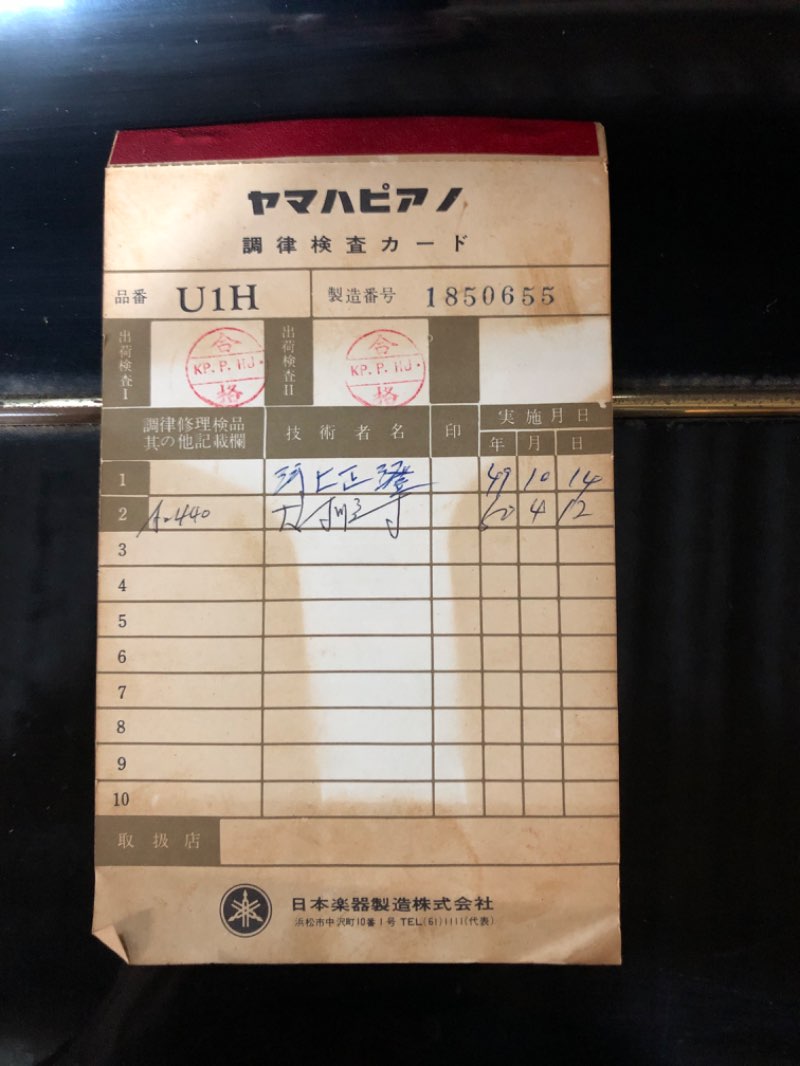 ヤマハピアノ
調律検査カード
品番 U1H 製造番号 1850655
出荷検査I 合格 KP. P. HJ. 出荷検査II 合格 KP. P. HJ.
調律修理検品其の他記載欄 技術者名 印 実施月日
年 月 日
1 49 10 14
2 A=440 60 4 12
3
4
5
6
7
8
9
10
取扱店
日本楽器製造株式会社
浜松市中沢町10番1号 TEL(61)1111(代表)